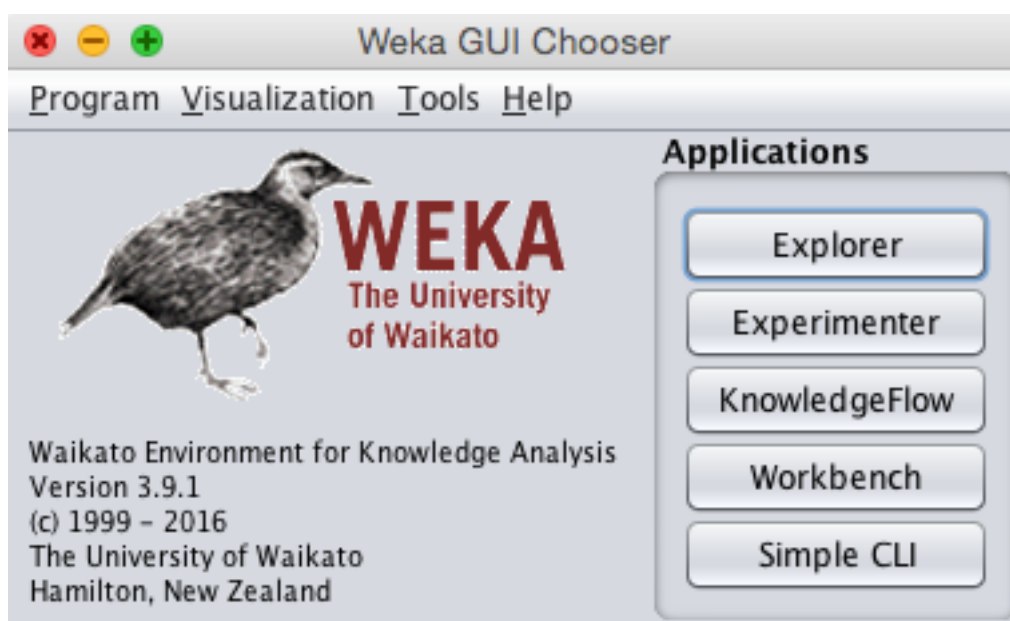 Weka GUI Chooser
Program Visualization Tools Help
WEKA
The University
of Waikato
Waikato Environment for Knowledge Analysis
Version 3.9.1
(c) 1999 – 2016
The University of Waikato
Hamilton, New Zealand
Applications
Explorer
Experimenter
KnowledgeFlow
Workbench
Simple CLI